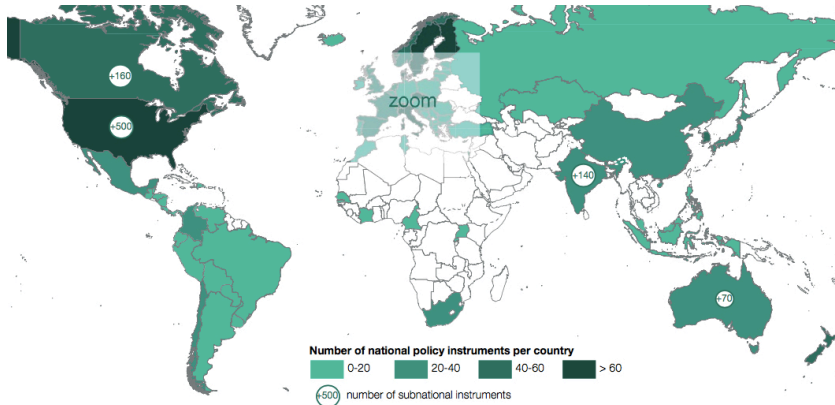 +160
zoom
+500
+140
+70
Number of national policy instruments per country
0-20 20-40 40-60 > 60
+500 number of subnational instruments